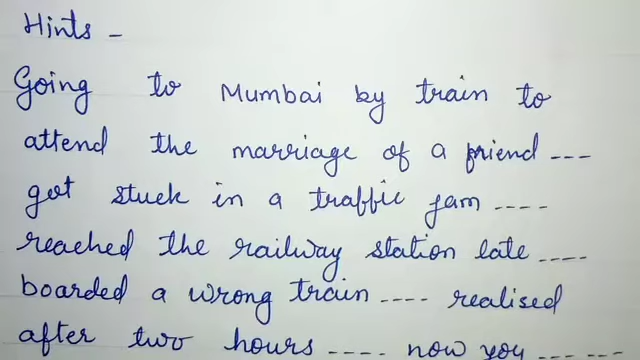 Hints -
Going to Mumbai by train to
attend the marriage of a friend ---
got stuck in a traffic jam ----
reached the railway station late ----
boarded a wrong train ---- realised
after two hours ---- now you --- ---